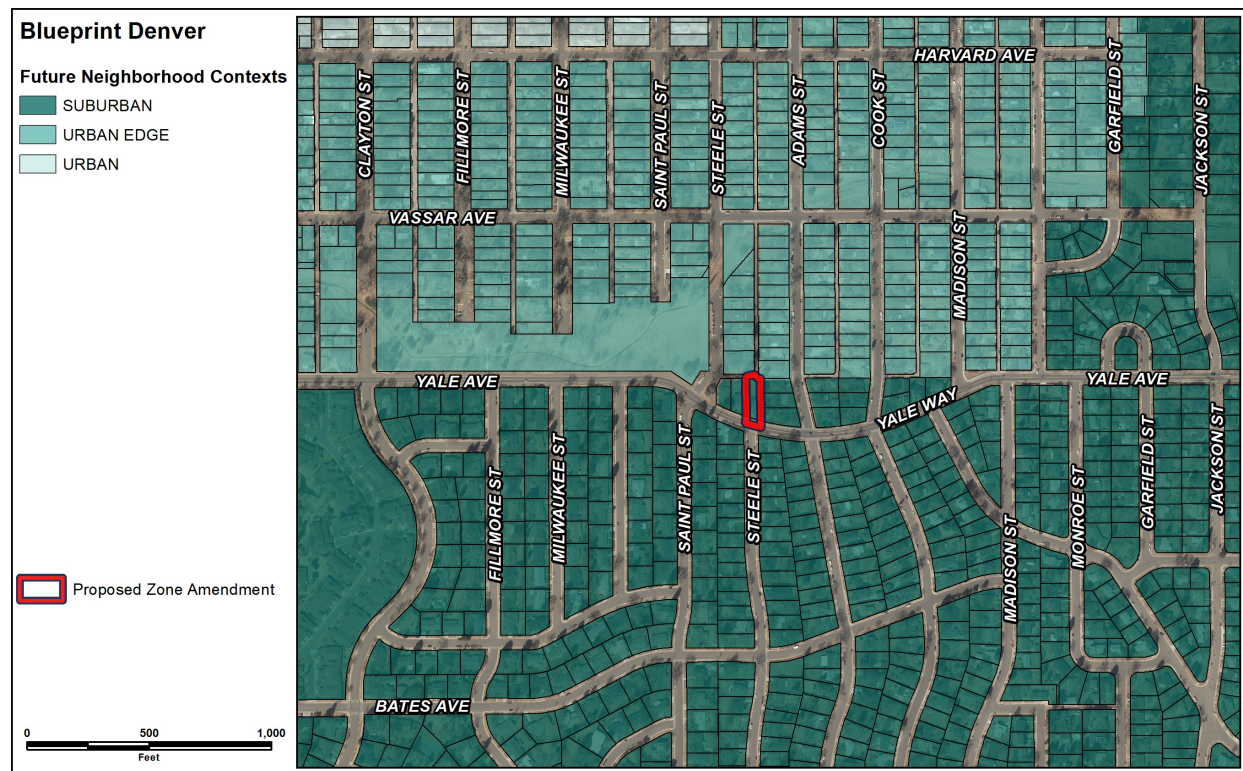 Blueprint Denver
Future Neighborhood Contexts
SUBURBAN
URBAN EDGE
URBAN
Proposed Zone Amendment
0 500 1,000
Feet
HARVARD AVE
CLAYTON ST
FILLMORE ST
MILWAUKEE ST
SAINT PAUL ST
STEELE ST
ADAMS ST
COOK ST
GARFIELD ST
JACKSON ST
VASSAR AVE
MADISON ST
YALE AVE
YALE AVE
YALE WAY
FILLMORE ST
MILWAUKEE ST
SAINT PAUL ST
STEELE ST
MADISON ST
MONROE ST
GARFIELD ST
JACKSON ST
BATES AVE